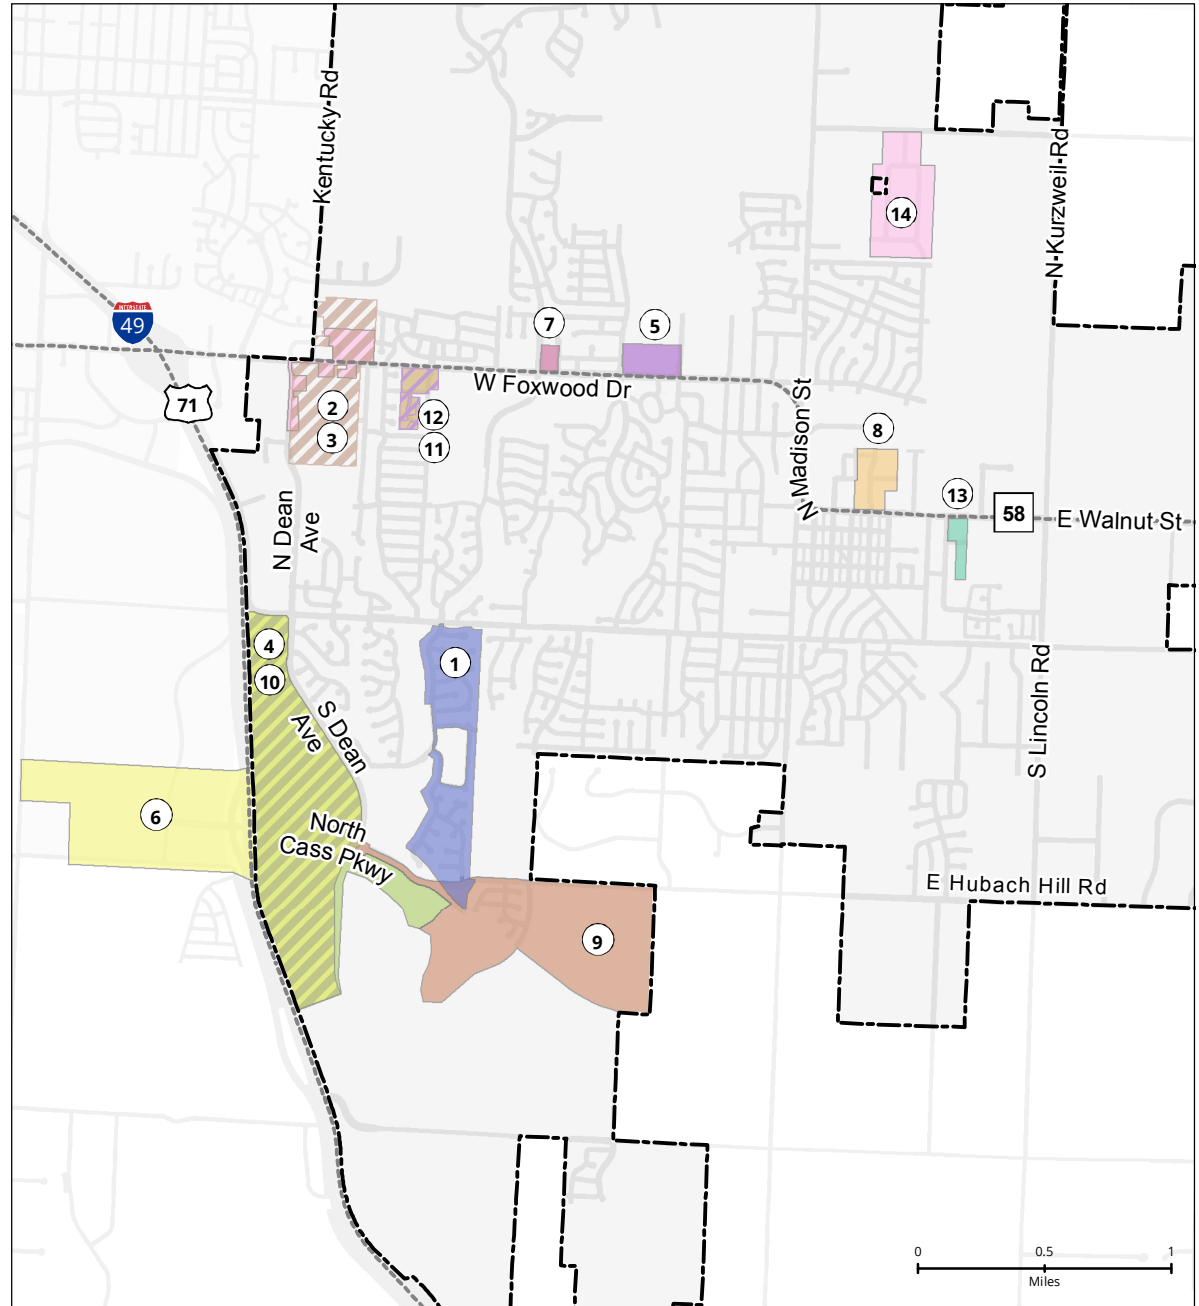 Kentucky Rd
N Kurzweil Rd
14
INTERSTATE
49
7
5
71
W Foxwood Dr
2
12
3
11
N Madison St
8
13
58
E Walnut St
N Dean
Ave
4
1
10
S Dean
Ave
S Lincoln Rd
6
North
Cass Pkwy
E Hubach Hill Rd
9
0 0.5 1
Miles